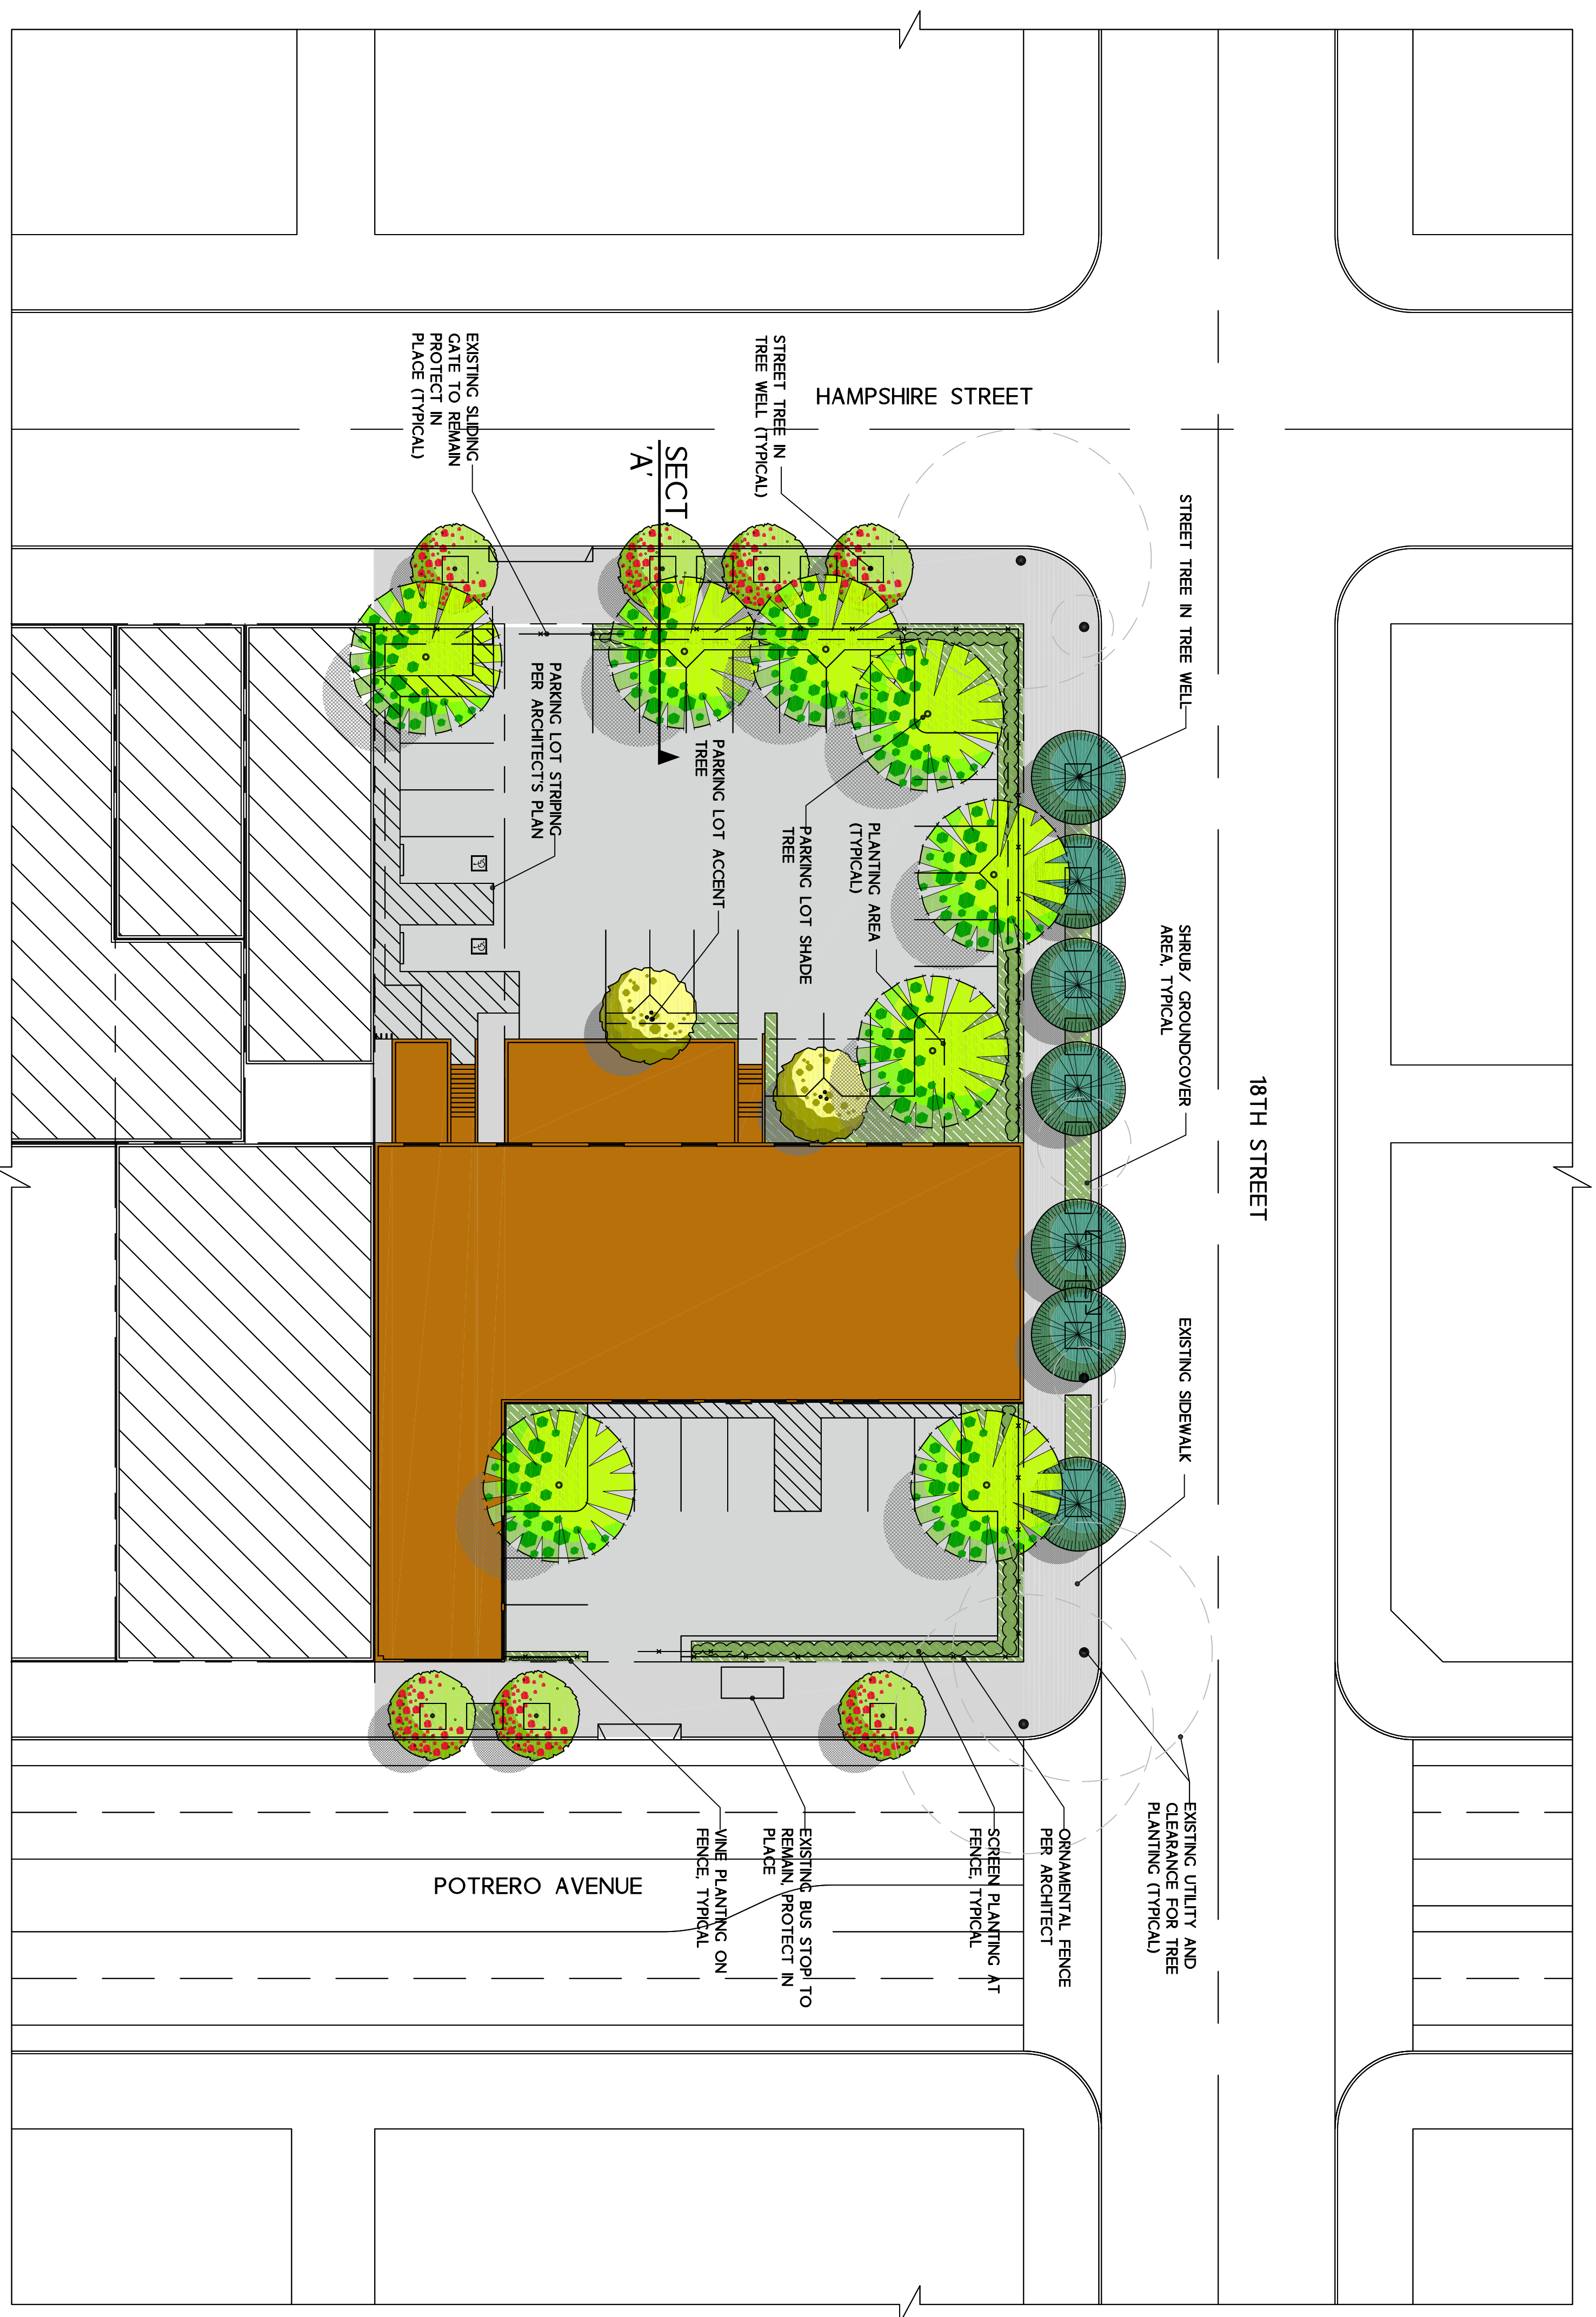 HAMPSHIRE STREET
EXISTING SLIDING
GATE TO REMAIN
PROTECT IN
PLACE (TYPICAL)
STREET TREE IN
TREE WELL (TYPICAL)
SECT
'A'
STREET TREE IN TREE WELL
PARKING LOT STRIPING
PER ARCHITECT'S PLAN
PARKING LOT ACCENT
TREE
PARKING LOT SHADE
TREE
PLANTING AREA
(TYPICAL)
SHRUB/ GROUNDCOVER
AREA, TYPICAL
18TH STREET
EXISTING SIDEWALK
EXISTING UTILITY AND
CLEARANCE FOR TREE
PLANTING (TYPICAL)
ORNAMENTAL FENCE
PER ARCHITECT
SCREEN PLANTING AT
FENCE, TYPICAL
EXISTING BUS STOP TO
REMAIN, PROTECT IN
PLACE
VINE PLANTING ON
FENCE, TYPICAL
POTRERO AVENUE